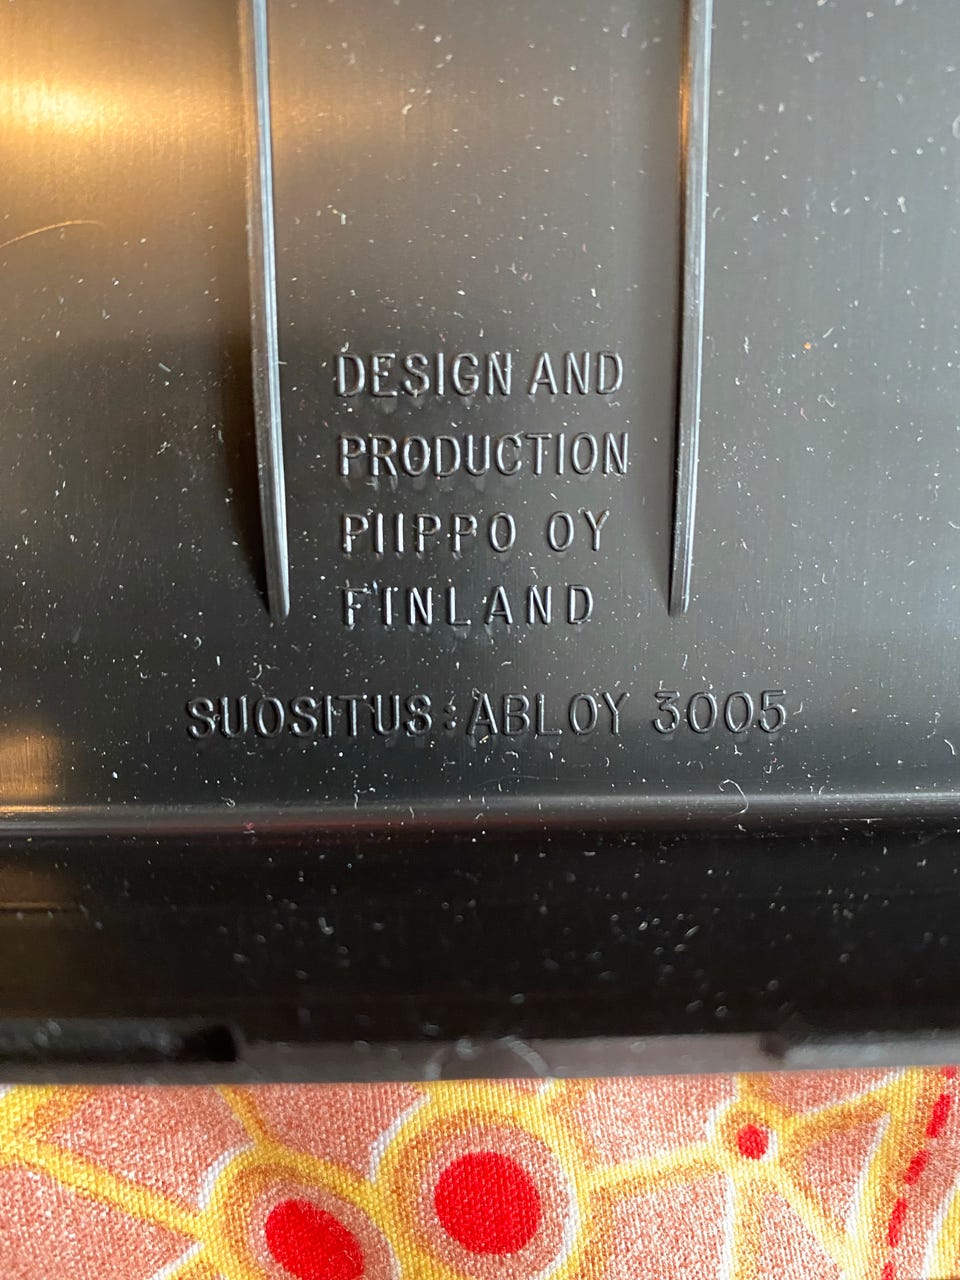 DESIGN AND
PRODUCTION
PIIPPO OY
FINLAND
SUOSITUS: ABLOY 3005